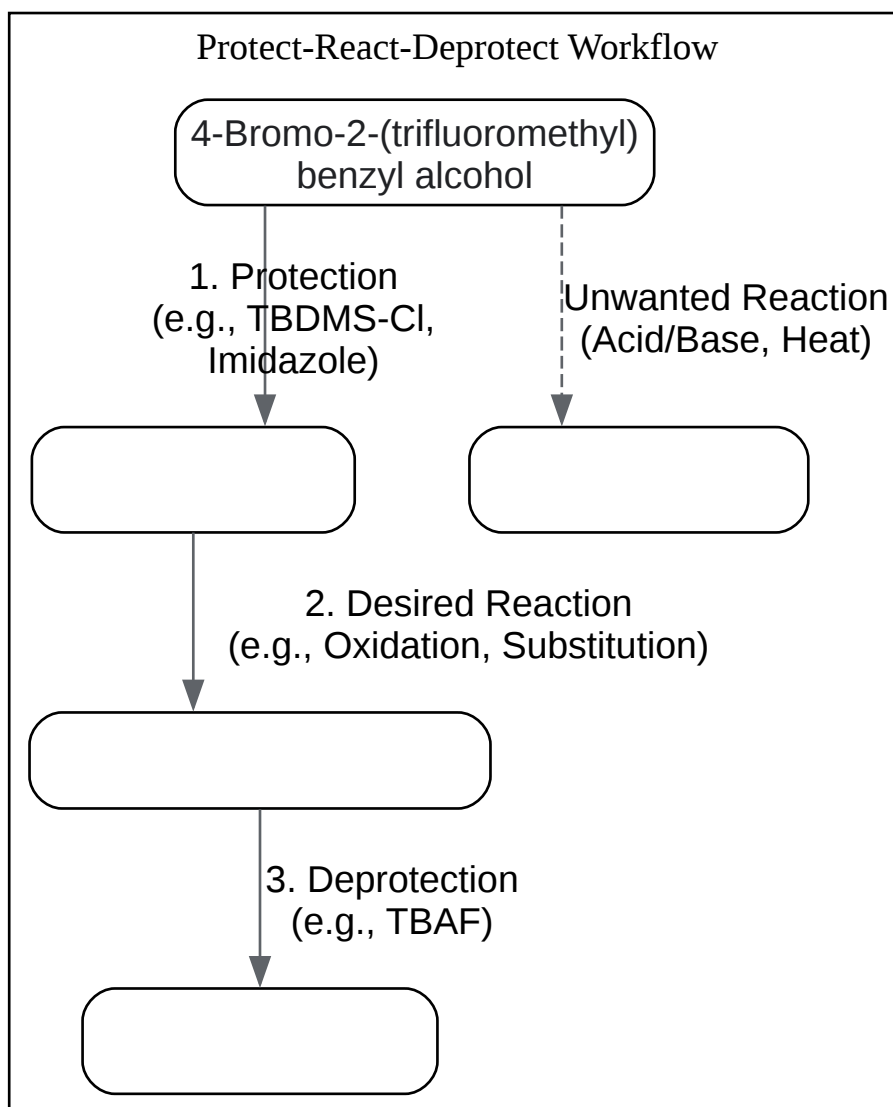 Protect-React-Deprotect Workflow
4-Bromo-2-(trifluoromethyl)
benzyl alcohol
1. Protection
(e.g., TBDMS-Cl,
Imidazole)
Unwanted Reaction
(Acid/Base, Heat)
2. Desired Reaction
(e.g., Oxidation, Substitution)
3. Deprotection
(e.g., TBAF)